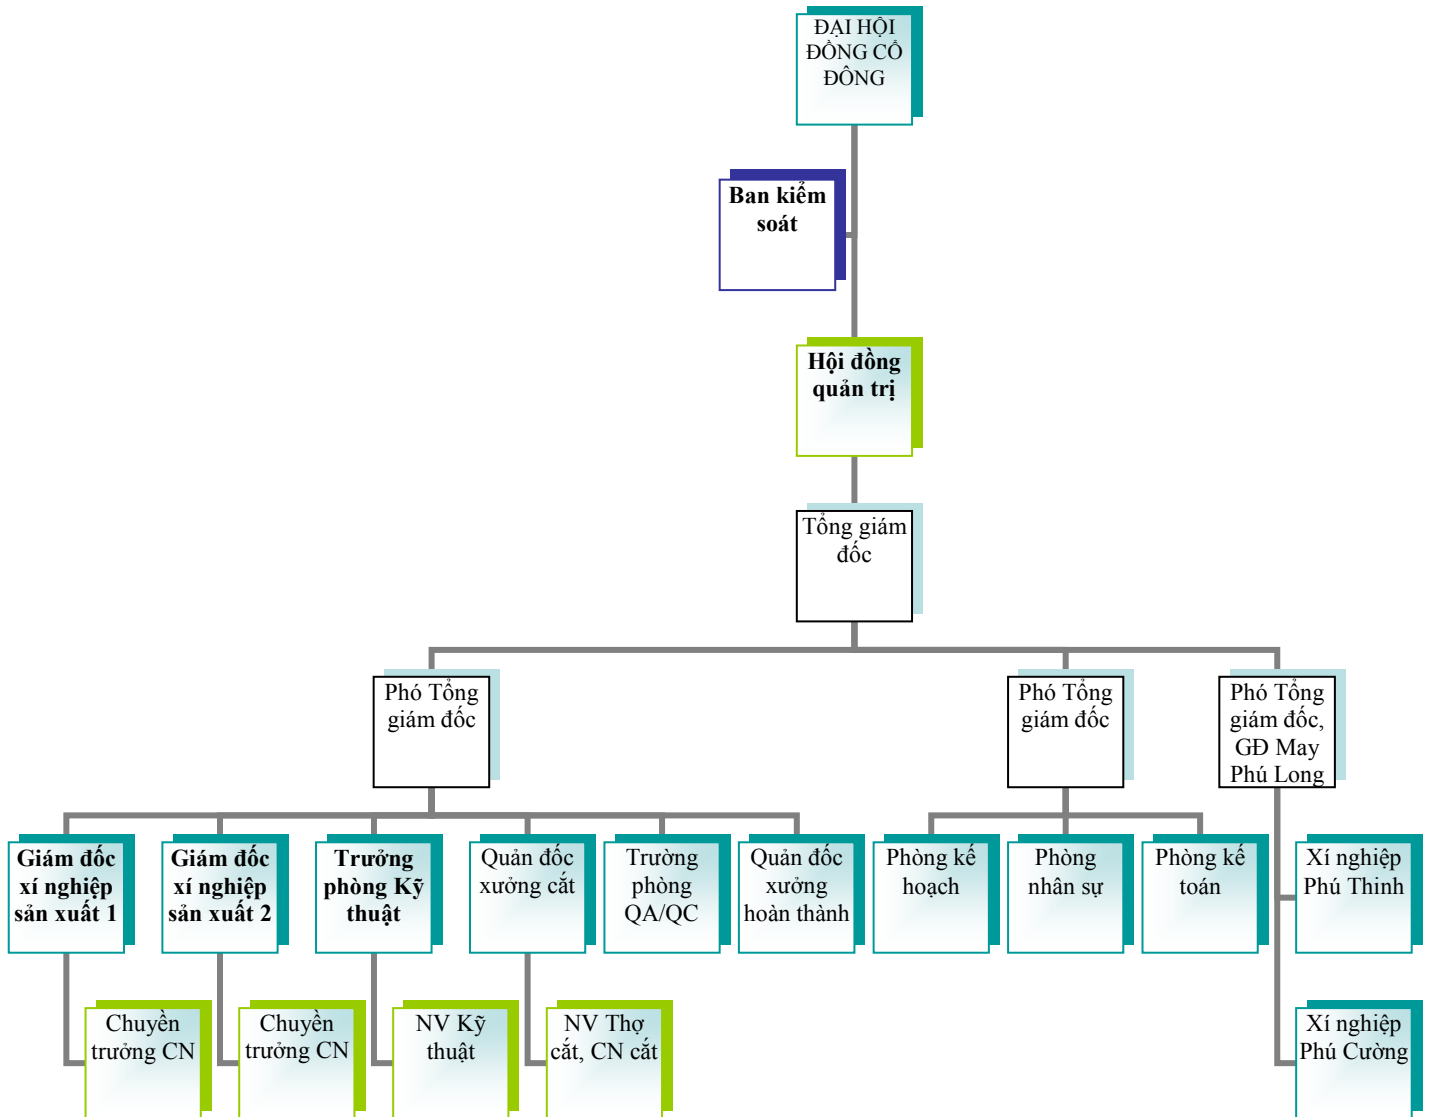 ĐẠI HỘI
ĐỒNG CỔ
ĐÔNG
Ban kiểm
soát
Hội đồng
quản trị
Tổng giám
đốc
Phó Tổng
giám đốc
Phó Tổng
giám đốc
Phó Tổng
giám đốc,
GĐ May
Phú Long
Giám đốc
xí nghiệp
sản xuất 1
Giám đốc
xí nghiệp
sản xuất 2
Trưởng
phòng Kỹ
thuật
Quản đốc
xưởng cắt
Trường
phòng
QA/QC
Quản đốc
xưởng
hoàn thành
Phòng kế
hoạch
Phòng
nhân sự
Phòng kế
toán
Xí nghiệp
Phú Thinh
Chuyền
trưởng CN
Chuyền
trưởng CN
NV Kỹ
thuật
NV Thợ
cắt, CN cắt
Xí nghiệp
Phú Cường